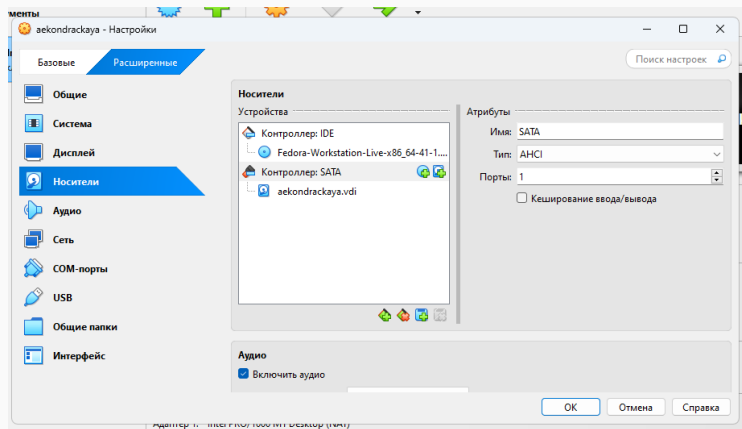 менты
aekondrackaya - Настройки
Базовые
Расширенные
Поиск настроек
Общие
Система
Дисплей
Носители
Аудио
Сеть
COM-порты
USB
Общие папки
Интерфейс
Носители
Устройства
Контроллер: IDE
Fedora-Workstation-Live-x86_64-41-1....
Контроллер: SATA
aekondrackaya.vdi
Атрибуты
Имя: SATA
Тип: AHCI
Порты: 1
Кеширование ввода/вывода
Аудио
Включить аудио
OK
Отмена
Справка
Адаптер 1: Intel PRO/1000 MT Desktop (NAT)